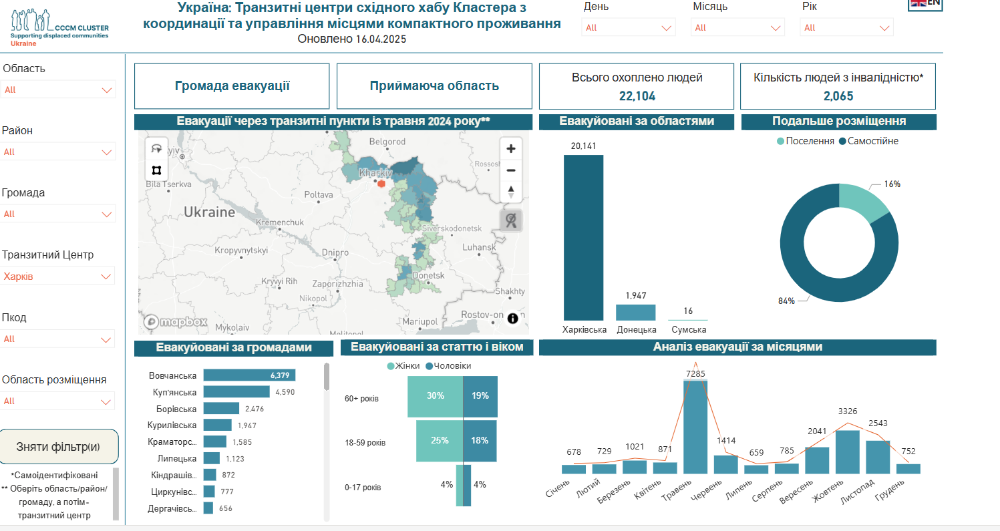 CCCM CLUSTER
Supporting displaced communities
Ukraine
Україна: Транзитні центри східного хабу Кластера з
координації та управління місцями компактного проживання
Оновлено 16.04.2025
День
All
Місяць
All
Рік
All
EN
Область
All
Район
All
Громада
All
Транзитний Центр
Харків
Пкод
All
Область розміщення
All
Зняти фільтр(и)
*Самоідентифіковані
** Оберіть область/район/
громаду, а потім-
транзитний центр
Громада евакуації
Приймаюча область
Всього охоплено людей
22,104
Кількість людей з інвалідністю*
2,065
Евакуації через транзитні пункти із травня 2024 року**
yiv
Belgorod
Rossosh
Bila Tserkva
Kharkiv
Poltava
Ukraine
Kremenchuk
Siverskodonetsk
Kropyvnytskyi
Dnipro
Luhansk
Kryvyi Rih
Zaporizhzhia
Donetsk
Nikopol
Shakhty
Rostov-on
n
mapbox
Mykolaiv
Melitopol
Mariupol
Евакуйовані за областями
20,141
1,947
16
Харківська
Донецька
Сумська
Подальше розміщення
Поселення
Самостійне
16%
84%
Евакуйовані за громадами
Вовчанська 6,379
Куп'янська 4,590
Борівська 2,476
Курилівська 1,947
Краматорс... 1,585
Липецька 1,123
Кіндрашів... 872
Циркунівс... 777
Дергачівсь... 656
Евакуйовані за статтю і віком
Жінки
Чоловіки
60+ років 30% 19%
18-59 років 25% 18%
0-17 років 4% 4%
Аналіз евакуації за місяцями
678
729
1021
871
7285
1414
659
785
2041
3326
2543
752
Січень
Лютий
Березень
Квітень
Травень
Червень
Липень
Серпень
Вересень
Жовтень
Листопад
Грудень